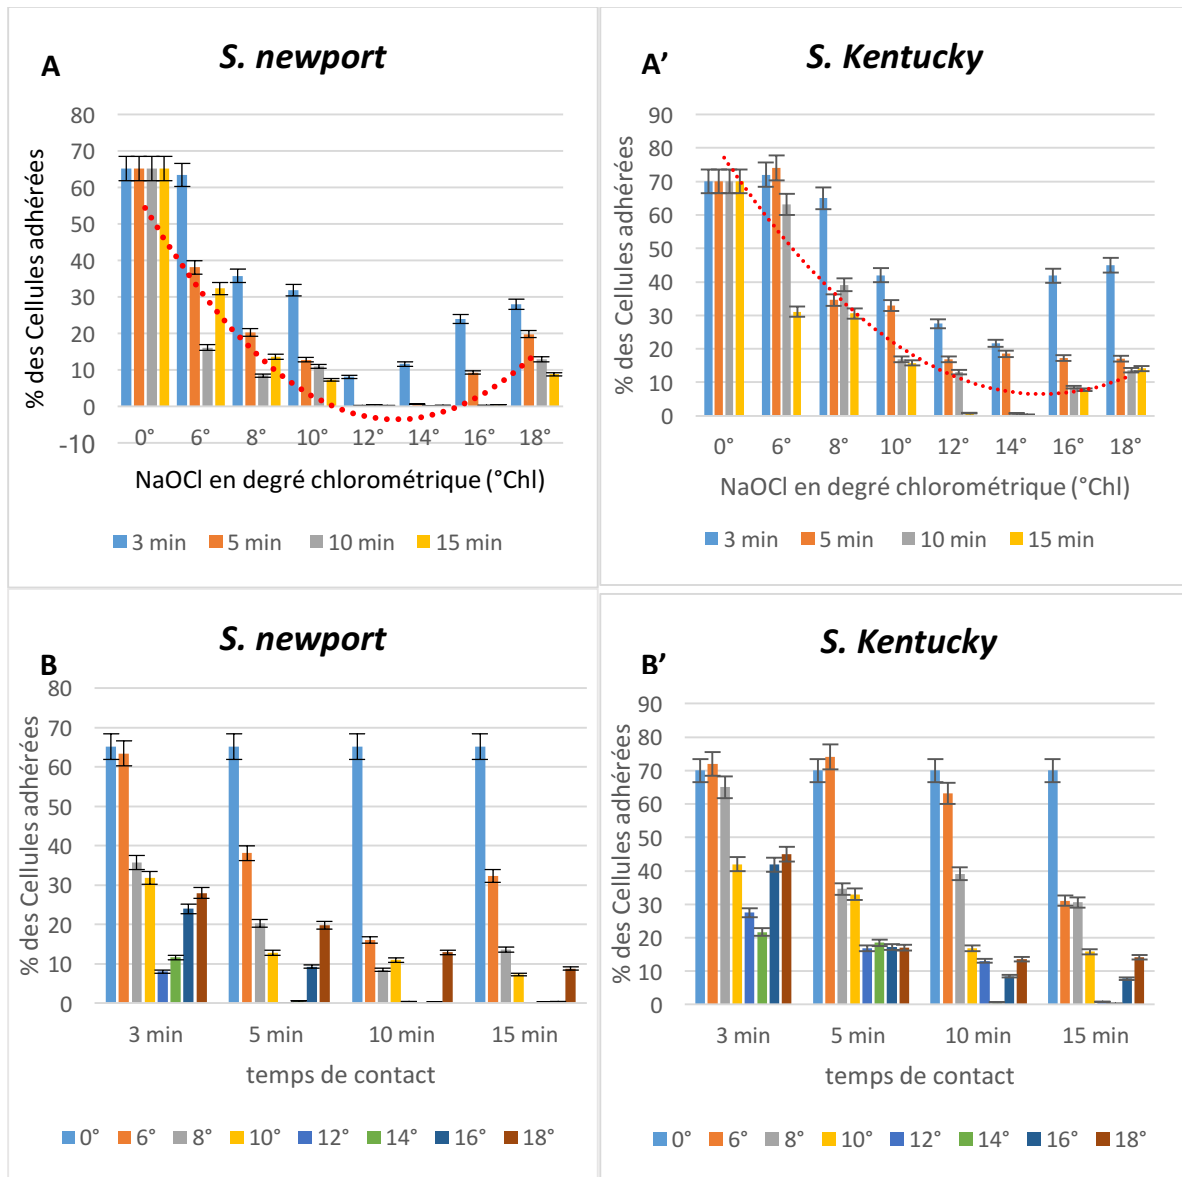 A
S. newport
% des Cellules adhérées
80
70
60
50
40
30
20
10
0
-10
0° 6° 8° 10° 12° 14° 16° 18°
NaOCl en degré chlorométrique (°Chl)
3 min 5 min 10 min 15 min
A’
S. Kentucky
% des Cellules adhérées
90
80
70
60
50
40
30
20
10
0
0° 6° 8° 10° 12° 14° 16° 18°
NaOCl en degré chlorométrique (°Chl)
3 min 5 min 10 min 15 min
B
S. newport
% des Cellules adhérées
80
70
60
50
40
30
20
10
0
3 min 5 min 10 min 15 min
temps de contact
0° 6° 8° 10° 12° 14° 16° 18°
B’
S. Kentucky
% des Cellules adhérées
90
80
70
60
50
40
30
20
10
0
3 min 5 min 10 min 15 min
temps de contact
0° 6° 8° 10° 12° 14° 16° 18°